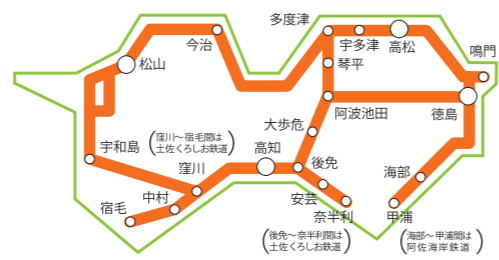 多度津
今治
宇多津
高松
鳴門
松山
琴平
阿波池田
徳島
大歩危
宇和島
(窪川〜宿毛間は
土佐くろしお鉄道)
高知
窪川
後免
海部
中村
安芸
宿毛
奈半利
甲浦
(後免〜奈半利間は
土佐くろしお鉄道)
(海部〜甲浦間は
阿佐海岸鉄道)